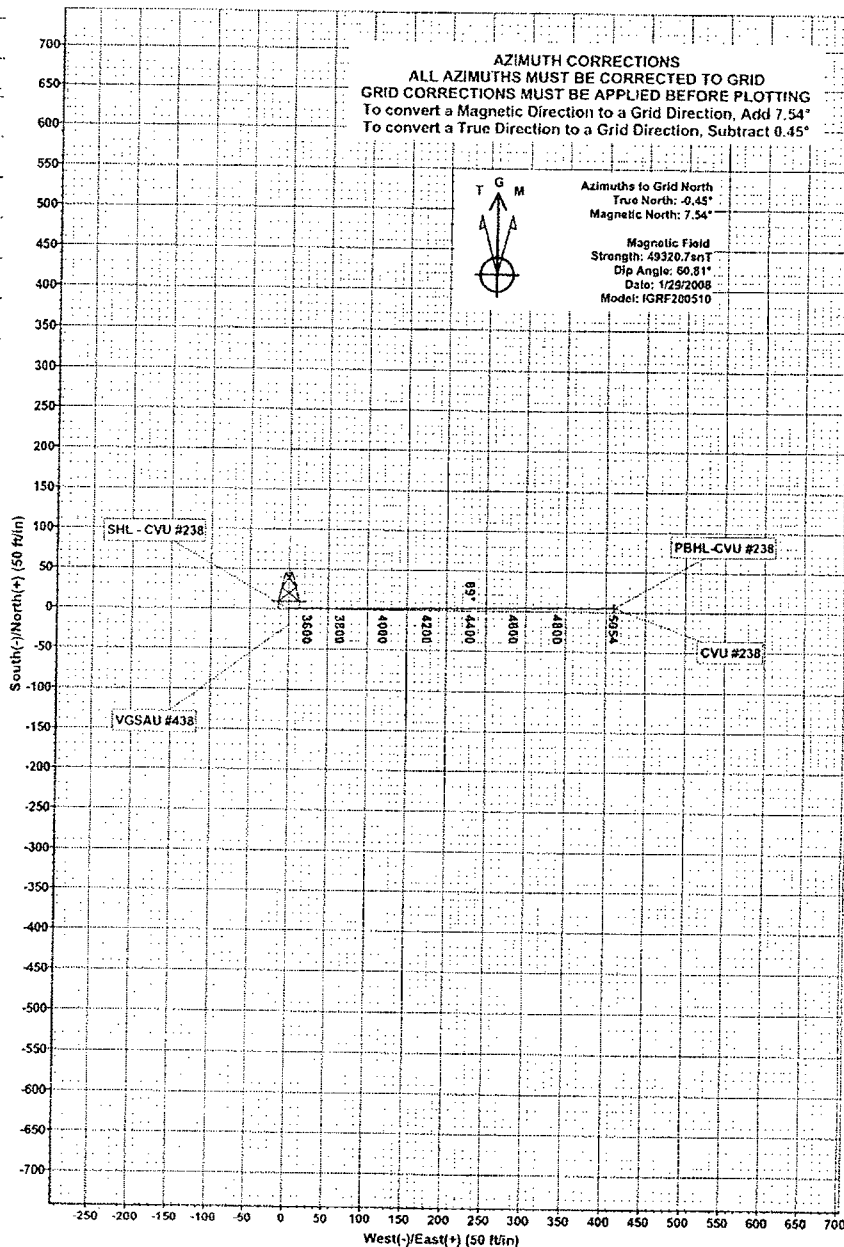 AZIMUTH CORRECTIONS
ALL AZIMUTHS MUST BE CORRECTED TO GRID
GRID CORRECTIONS MUST BE APPLIED BEFORE PLOTTING
To convert a Magnetic Direction to a Grid Direction, Add 7.54°
To convert a True Direction to a Grid Direction, Subtract 0.45°
T G M
Azimuths to Grid North
True North: -0.45°
Magnetic North: 7.54°
Magnetic Field
Strength: 49320.7snT
Dip Angle: 60.81°
Date: 1/29/2008
Model: IGRF200510
South(-)/North(+) (50 ft/in)
700
650
600
550
500
450
400
350
300
250
200
150
100
50
0
-50
-100
-150
-200
-250
-300
-350
-400
-450
-500
-550
-600
-650
-700
SHL - CVU #238
PBHL-CVU #238
89°
3600 3800 4000 4200 4400 4600 4800 5054
CVU #238
VGSAU #438
-250 -200 -150 -100 -50 0 50 100 150 200 250 300 350 400 450 500 550 600 650 700
West(-)/East(+) (50 ft/in)